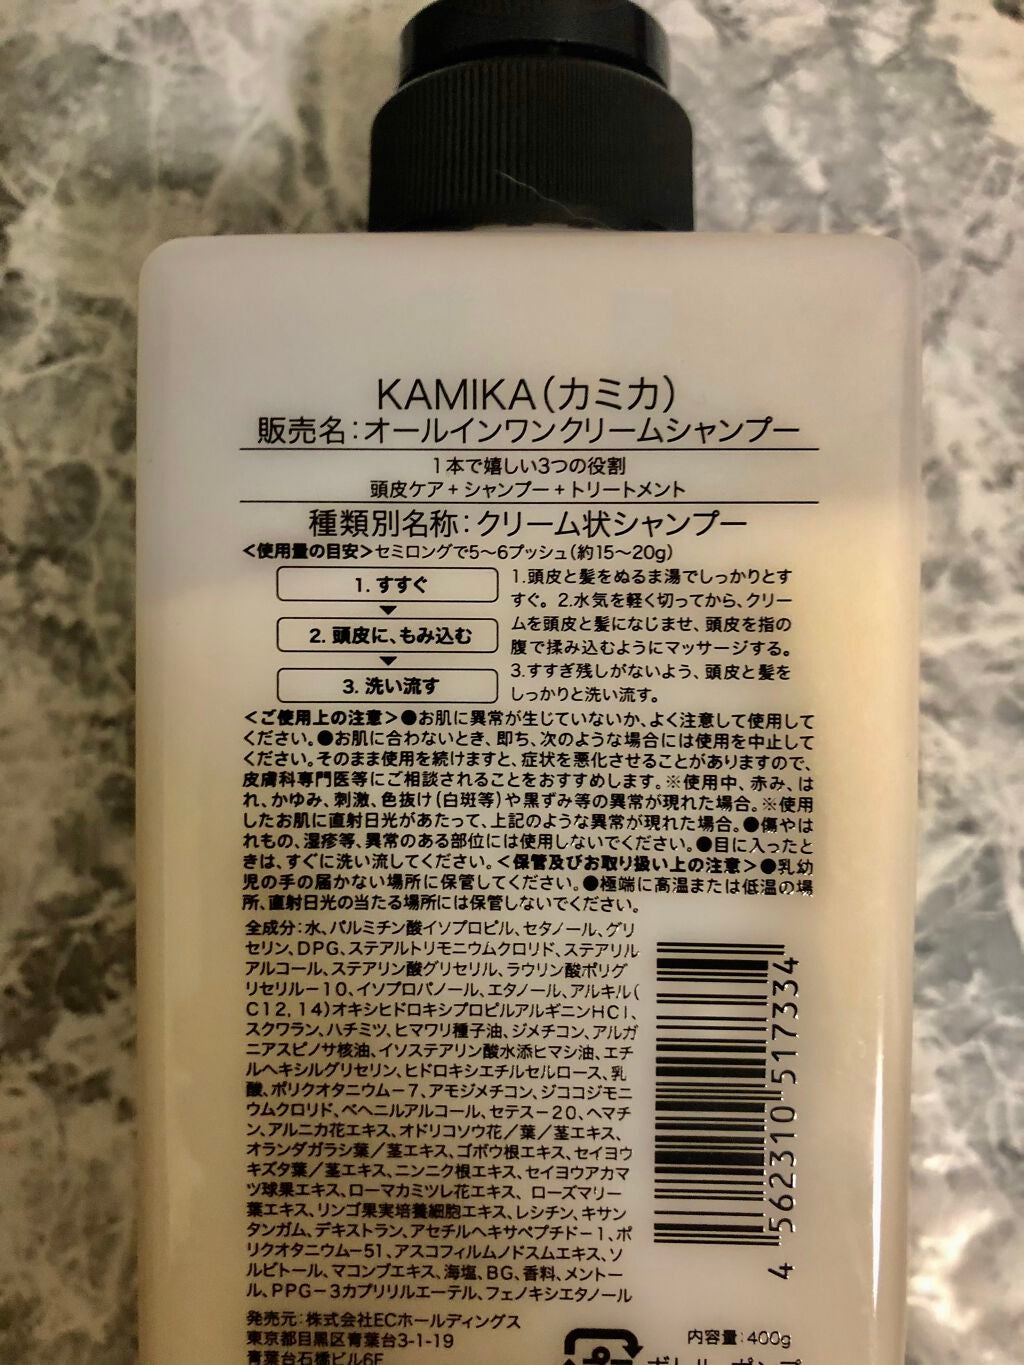 KAMIKA（カミカ）
販売名：オールインワンクリームシャンプー
1本で嬉しい3つの役割
頭皮ケア＋シャンプー＋トリートメント
種類別名称：クリーム状シャンプー
＜使用量の目安＞セミロングで5～6プッシュ（約15～20g）
1. すすぐ
2. 頭皮に、もみ込む
3. 洗い流す
1.頭皮と髪をぬるま湯でしっかりとす
すぐ。2.水気を軽く切ってから、クリー
ムを頭皮と髪になじませ、頭皮を指の
腹で揉み込むようにマッサージする。
3.すすぎ残しがないよう、頭皮と髪を
しっかりと洗い流す。
＜ご使用上の注意＞●お肌に異常が生じていないか、よく注意して使用して
ください。●お肌に合わないとき、即ち、次のような場合には使用を中止して
ください。そのまま使用を続けますと、症状を悪化させることがありますので、
皮膚科専門医等にご相談されることをおすすめします。※使用中、赤み、は
れ、かゆみ、刺激、色抜け（白斑等）や黒ずみ等の異常が現れた場合。※使用
したお肌に直射日光があたって、上記のような異常が現れた場合。●傷やは
れもの、湿疹等、異常のある部位には使用しないでください。●目に入ったと
きは、すぐに洗い流してください。＜保管及びお取り扱い上の注意＞●乳幼
児の手の届かない場所に保管してください。●極端に高温または低温の場
所、直射日光の当たる場所には保管しないでください。
全成分：水、パルミチン酸イソプロピル、セタノール、グリ
セリン、DPG、ステアルトリモニウムクロリド、ステアリル
アルコール、ステアリン酸グリセリル、ラウリン酸ポリグ
リセリル－10、イソプロパノール、エタノール、アルキル（
C12，14）オキシヒドロキシプロピルアルギニンHCl、
スクワラン、ハチミツ、ヒマワリ種子油、ジメチコン、アルガ
ニアスピノサ核油、イソステアリン酸水添ヒマシ油、エチ
ルヘキシルグリセリン、ヒドロキシエチルセルロース、乳
酸、ポリクオタニウム－7、アモジメチコン、ジココジモニ
ウムクロリド、ベヘニルアルコール、セテス－20、ヘマチ
ン、アルニカ花エキス、オドリコソウ花／葉／茎エキス、
オランダガラシ葉／茎エキス、ゴボウ根エキス、セイヨウ
キズタ葉／茎エキス、ニンニク根エキス、セイヨウアカマ
ツ球果エキス、ローマカミツレ花エキス、ローズマリー
葉エキス、リンゴ果実培養細胞エキス、レシチン、キサン
タンガム、デキストラン、アセチルヘキサペプチド－1、ポ
リクオタニウム－51、アスコフィルムノドスムエキス、ソ
ルビトール、マコンブエキス、海塩、BG、香料、メントー
ル、PPG－3カプリリルエーテル、フェノキシエタノール
4 562310 517334
発売元：株式会社ECホールディングス
東京都目黒区青葉台3-1-19
青葉台石橋ビル6F
内容量：400g
ボトル・ポンプ